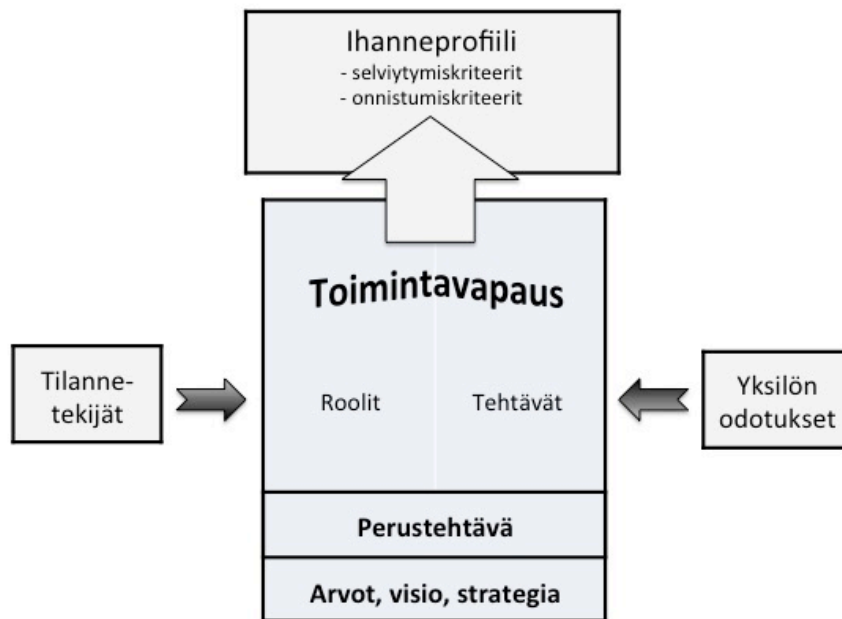 Ihanneprofiili
- selviytymiskriteerit
- onnistumiskriteerit
Toimintavapaus
Tilanne-
tekijät
Roolit
Tehtävät
Yksilön
odotukset
Perustehtävä
Arvot, visio, strategia